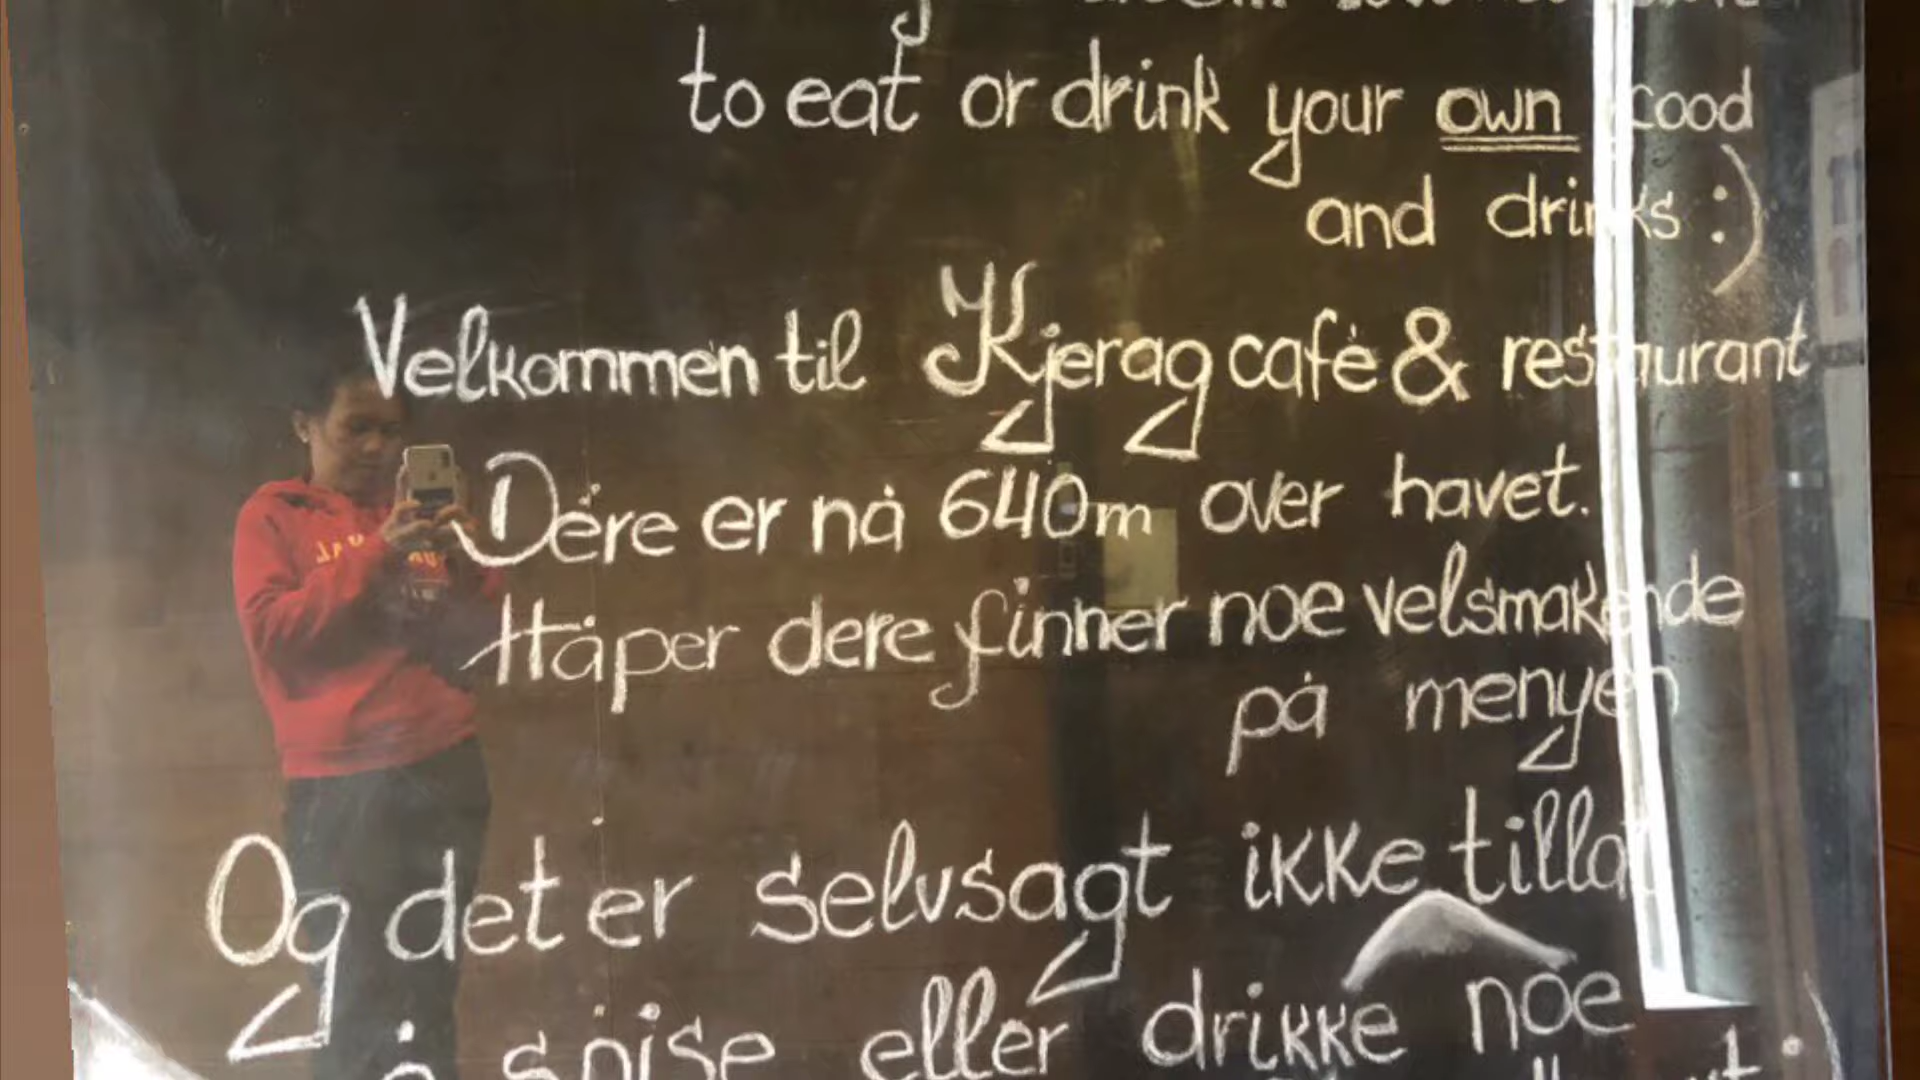 to eat or drink your own food
and drinks :)
Velkommen til Kjerag café & restaurant
Dere er nå 640m over havet.
Håper dere finner noe velsmakende
på menyen
Og det er selvsagt ikke tillat
å spise eller drikke noe